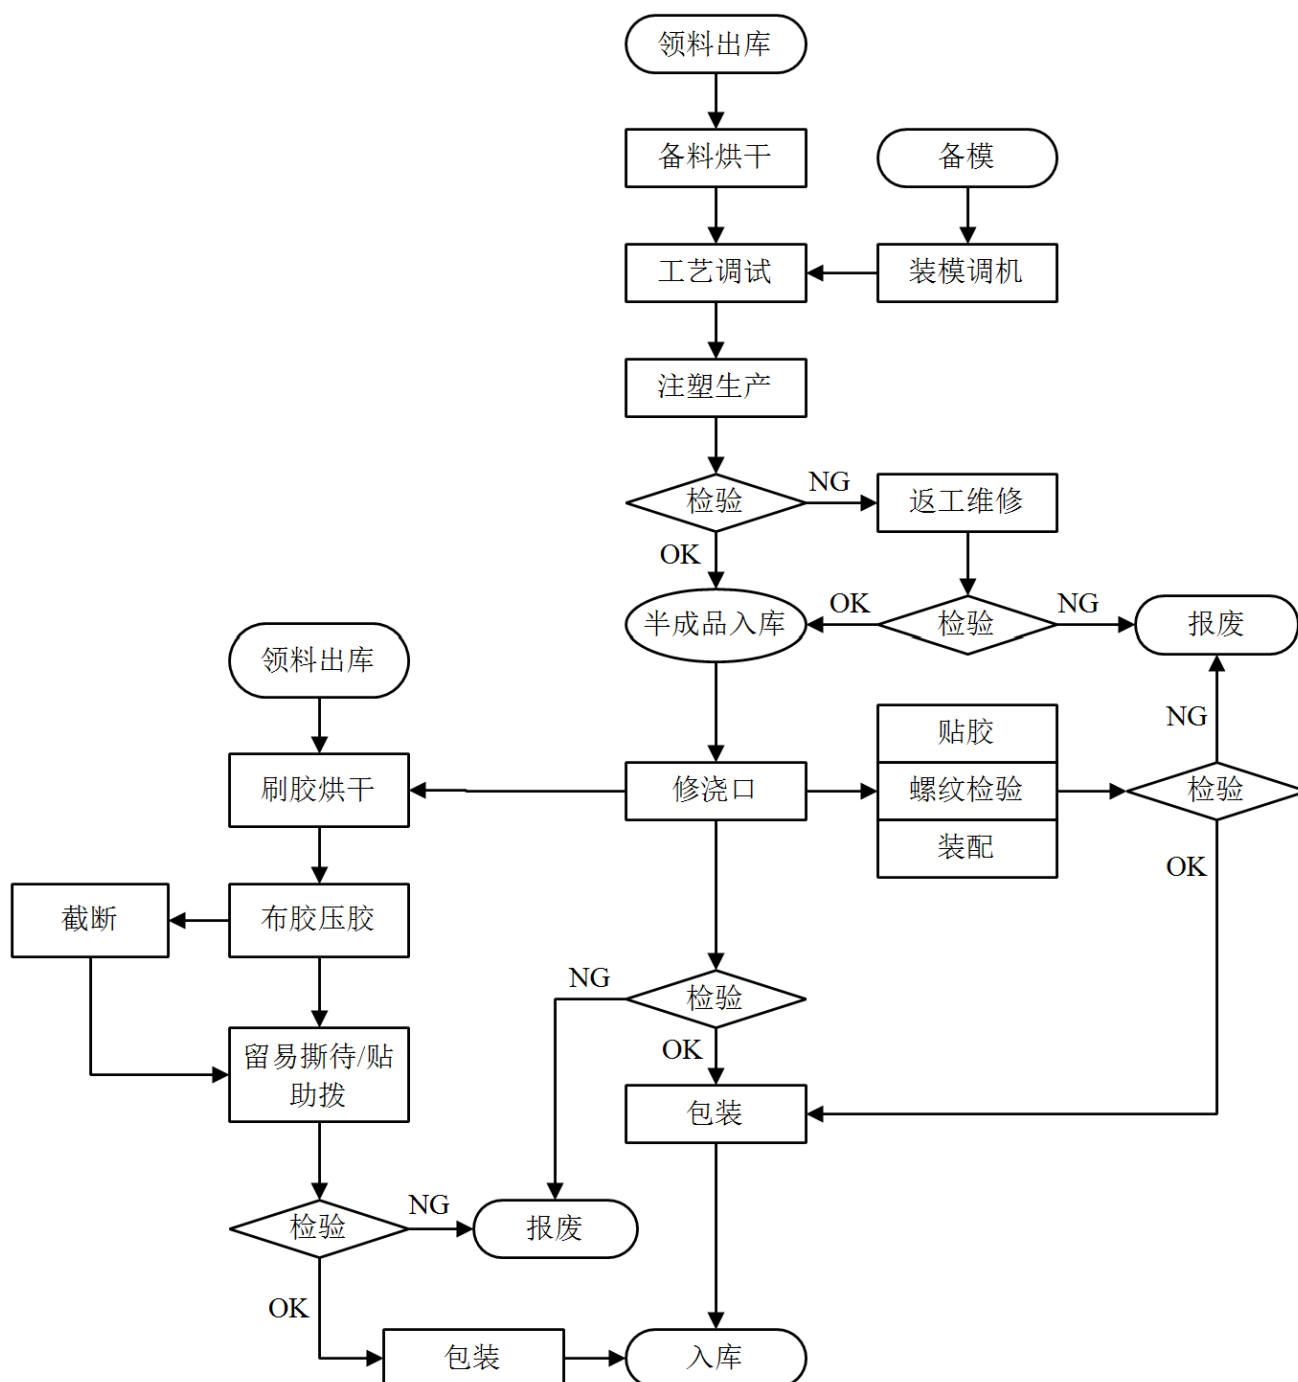 领料出库
备料烘干
备模
工艺调试
装模调机
注塑生产
检验
NG
返工维修
OK
半成品入库
OK
检验
NG
报废
领料出库
贴胶
NG
刷胶烘干
修浇口
螺纹检验
检验
装配
OK
截断
布胶压胶
NG
检验
OK
留易撕待/贴
助拨
包装
检验
NG
报废
OK
包装
入库